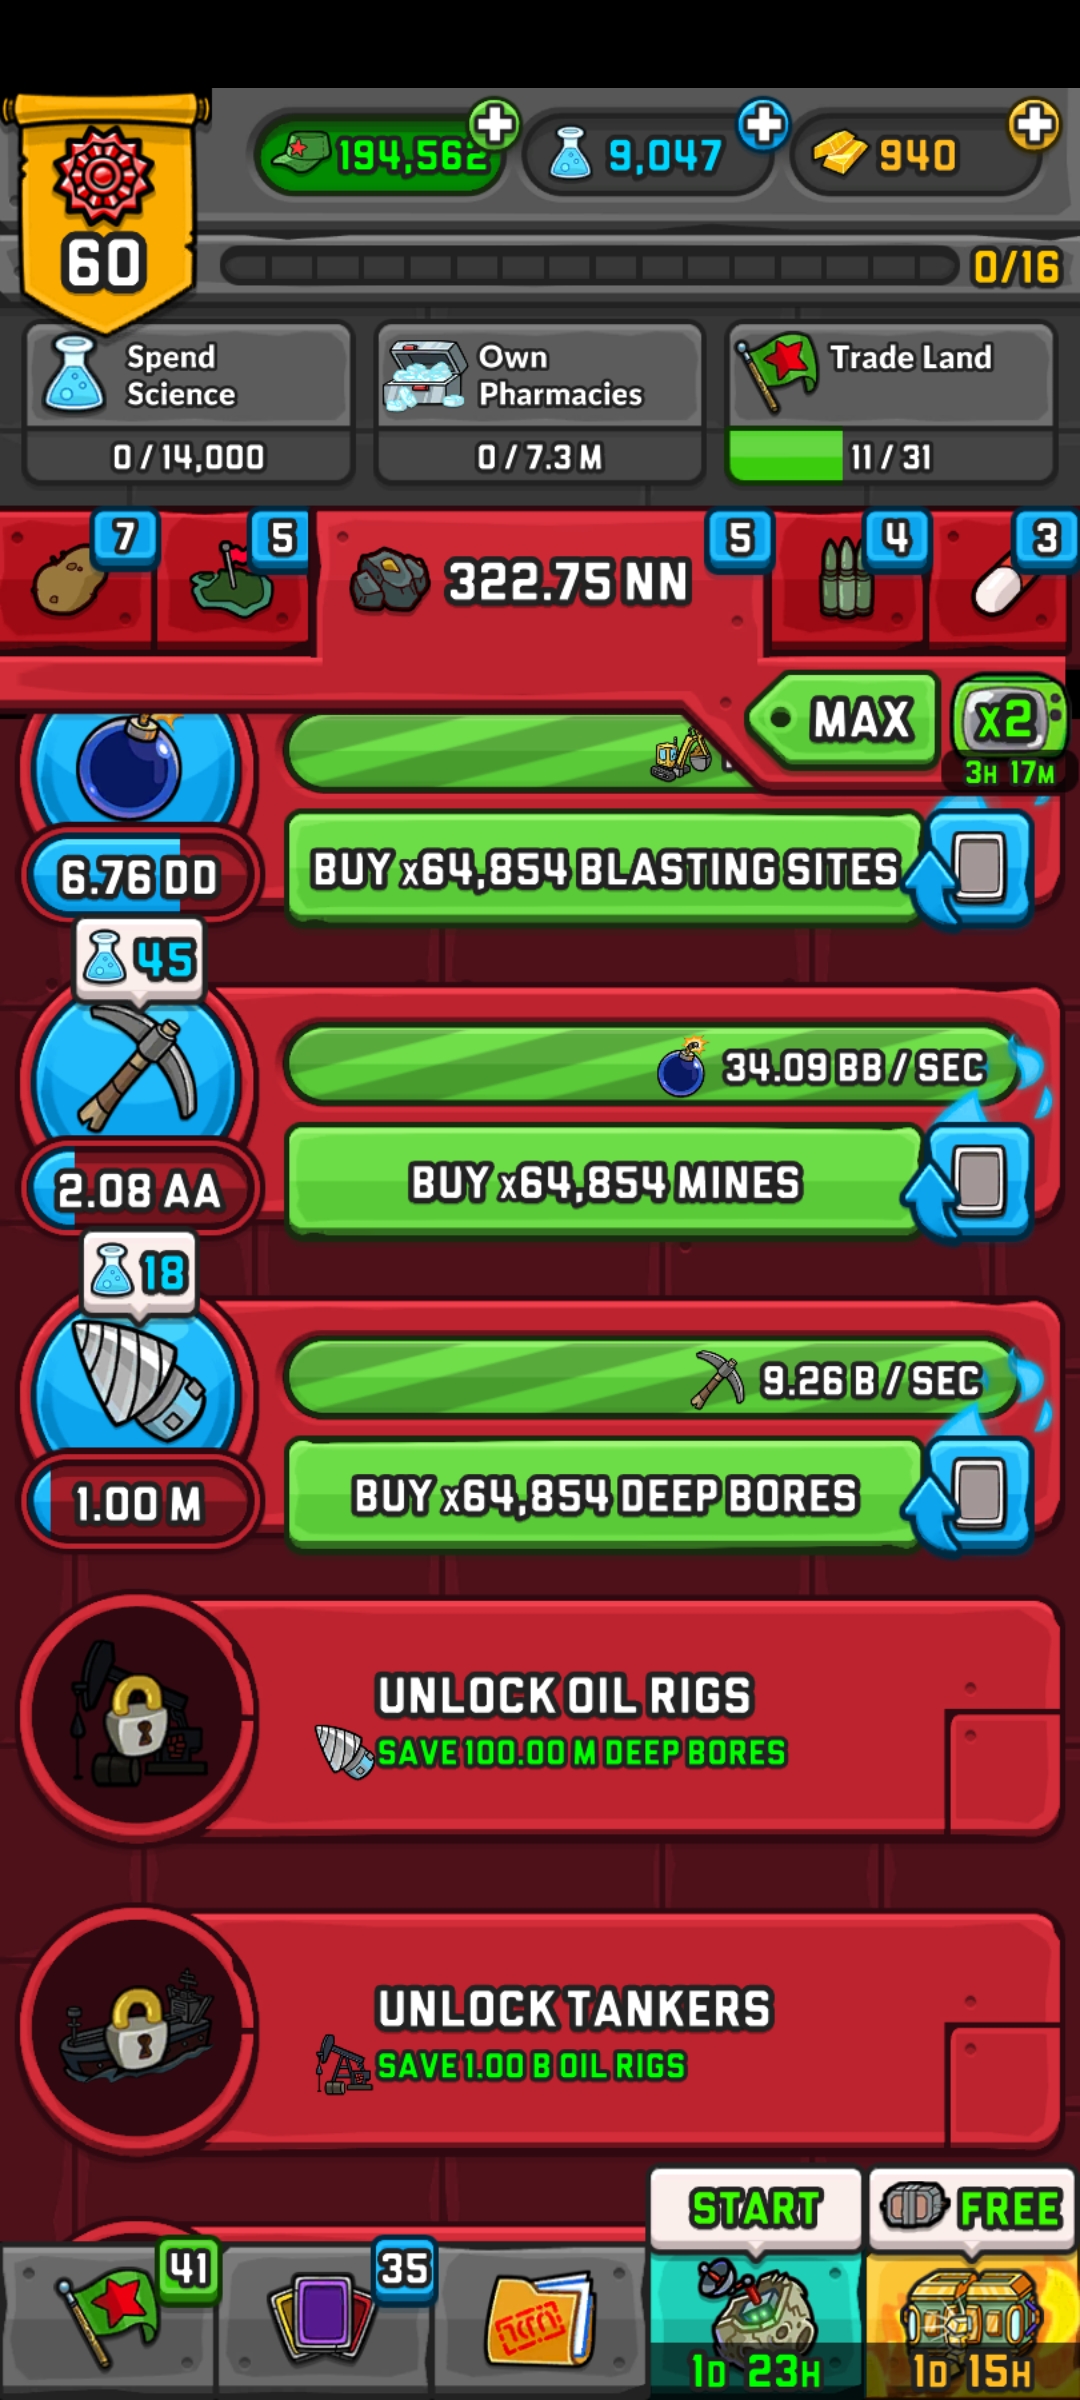 194,562
9,047
940
60
0/16
Spend
Science
0 / 14,000
Own
Pharmacies
0 / 7.3 M
Trade Land
11 / 31
7
5
322.75 NN
5
4
3
MAX
x2
3H 17M
6.76 DD
BUY x64,854 BLASTING SITES
45
34.09 BB / SEC
2.08 AA
BUY x64,854 MINES
18
9.26 B / SEC
1.00 M
BUY x64,854 DEEP BORES
UNLOCK OIL RIGS
SAVE 100.00 M DEEP BORES
UNLOCK TANKERS
SAVE 1.00 B OIL RIGS
START
FREE
41
35
1D 23H
1D 15H